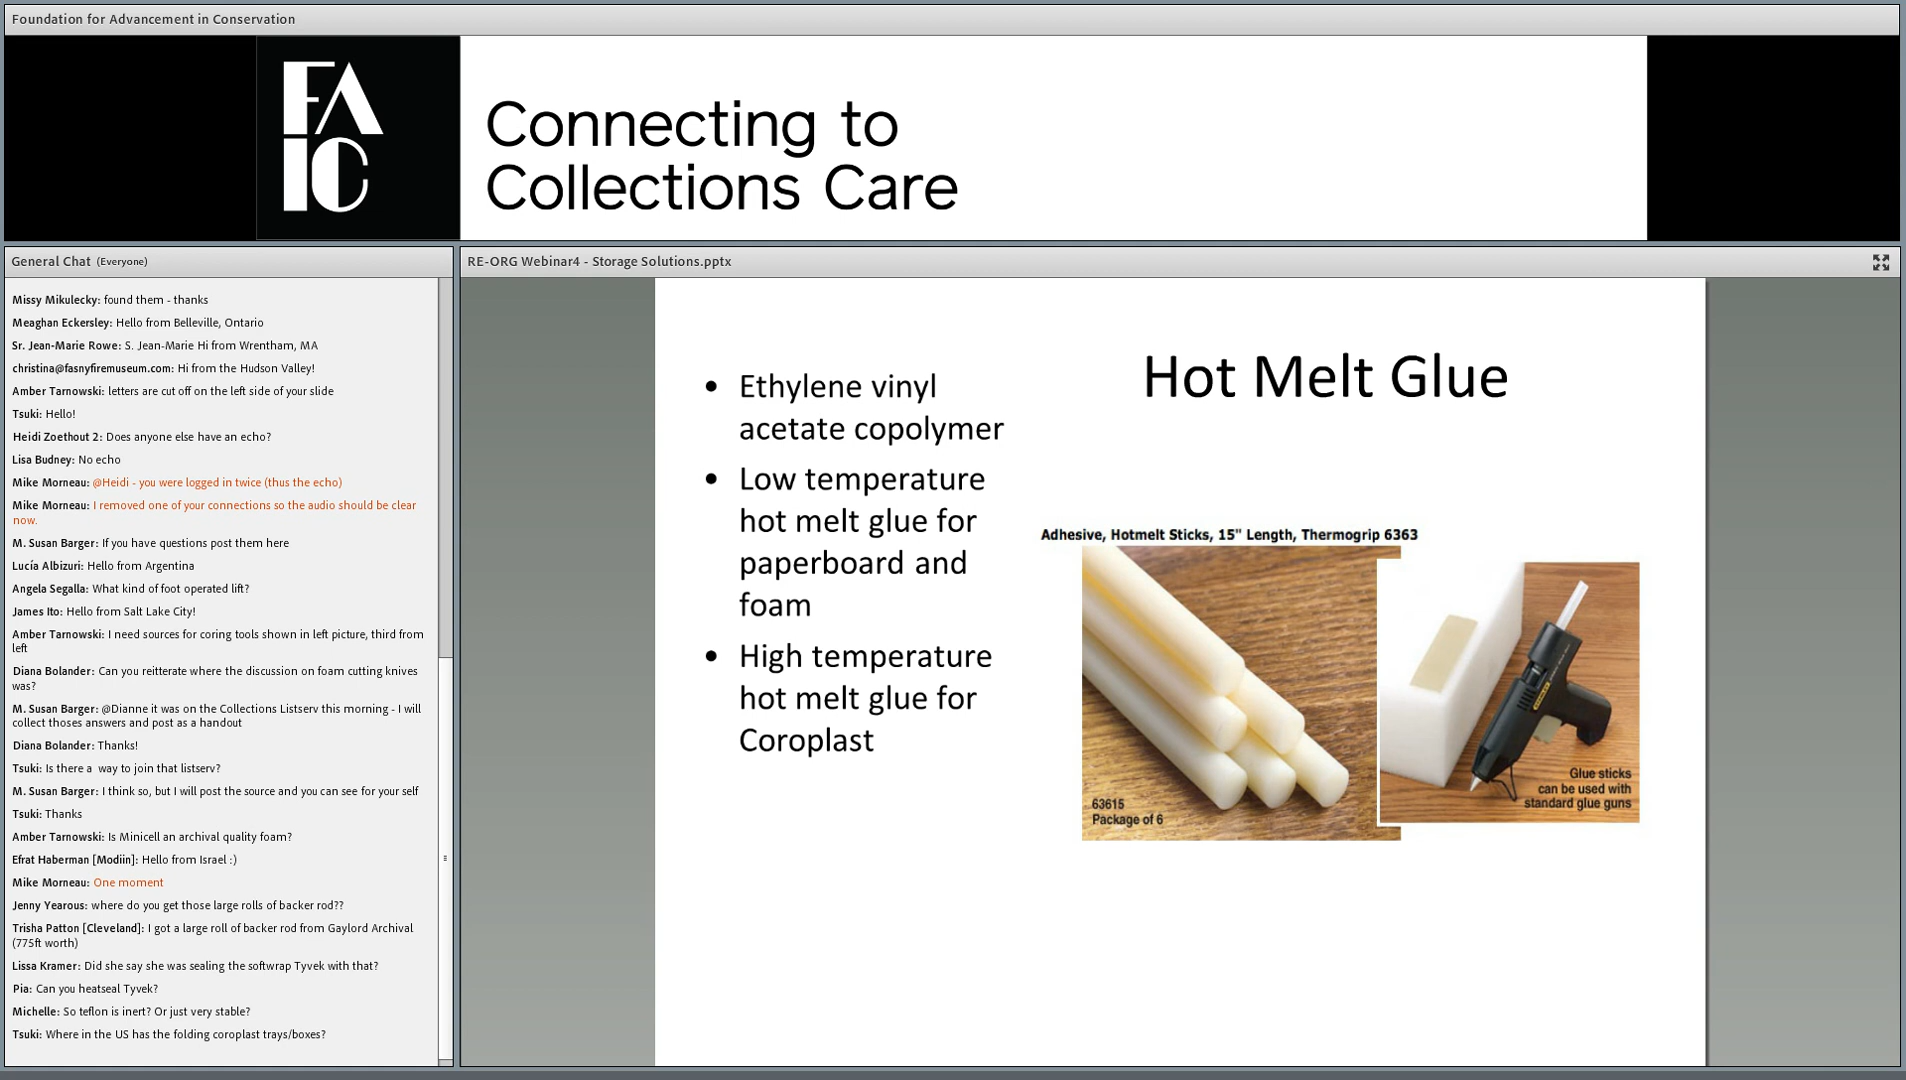 Foundation for Advancement in Conservation
FA
IC
Connecting to
Collections Care
General Chat (Everyone)
Missy Mikulecky: found them - thanks
Meaghan Eckersley: Hello from Belleville, Ontario
Sr. Jean-Marie Rowe: S. Jean-Marie Hi from Wrentham, MA
christina@fasnyfiremuseum.com: Hi from the Hudson Valley!
Amber Tarnowski: letters are cut off on the left side of your slide
Tsuki: Hello!
Heidi Zoethout 2: Does anyone else have an echo?
Lisa Budney: No echo
Mike Morneau: @Heidi - you were logged in twice (thus the echo)
Mike Morneau: I removed one of your connections so the audio should be clear
now.
M. Susan Barger: If you have questions post them here
Lucía Albizuri: Hello from Argentina
Angela Segalla: What kind of foot operated lift?
James Ito: Hello from Salt Lake City!
Amber Tarnowski: I need sources for coring tools shown in left picture, third from
left
Diana Bolander: Can you reitterate where the discussion on foam cutting knives
was?
M. Susan Barger: @Dianne it was on the Collections Listserv this morning - I will
collect thoses answers and post as a handout
Diana Bolander: Thanks!
Tsuki: Is there a  way to join that listserv?
M. Susan Barger: I think so, but I will post the source and you can see for your self
Tsuki: Thanks
Amber Tarnowski: Is Minicell an archival quality foam?
Efrat Haberman [Modiin]: Hello from Israel :)
Mike Morneau: One moment
Jenny Yearous: where do you get those large rolls of backer rod??
Trisha Patton [Cleveland]: I got a large roll of backer rod from Gaylord Archival
(775ft worth)
Lissa Kramer: Did she say she was sealing the softwrap Tyvek with that?
Pia: Can you heatseal Tyvek?
Michelle: So teflon is inert? Or just very stable?
Tsuki: Where in the US has the folding coroplast trays/boxes?
RE-ORG Webinar4 - Storage Solutions.pptx
Hot Melt Glue
• Ethylene vinyl
acetate copolymer
• Low temperature
hot melt glue for
paperboard and
foam
• High temperature
hot melt glue for
Coroplast
Adhesive, Hotmelt Sticks, 15" Length, Thermogrip 6363
63615
Package of 6
Glue sticks
can be used with
standard glue guns